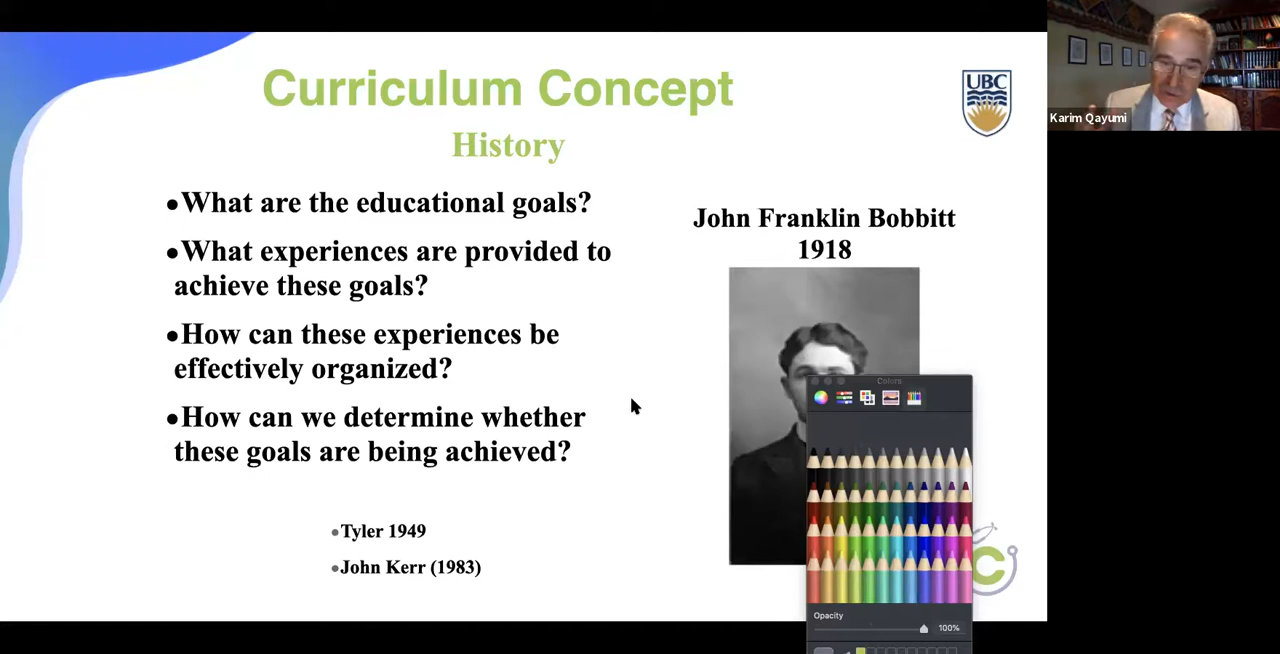 Curriculum Concept
History
UBC
Karim Qayumi
•What are the educational goals?
•What experiences are provided to
achieve these goals?
•How can these experiences be
effectively organized?
•How can we determine whether
these goals are being achieved?
•Tyler 1949
•John Kerr (1983)
John Franklin Bobbitt
1918
Colors
Opacity
100%
C